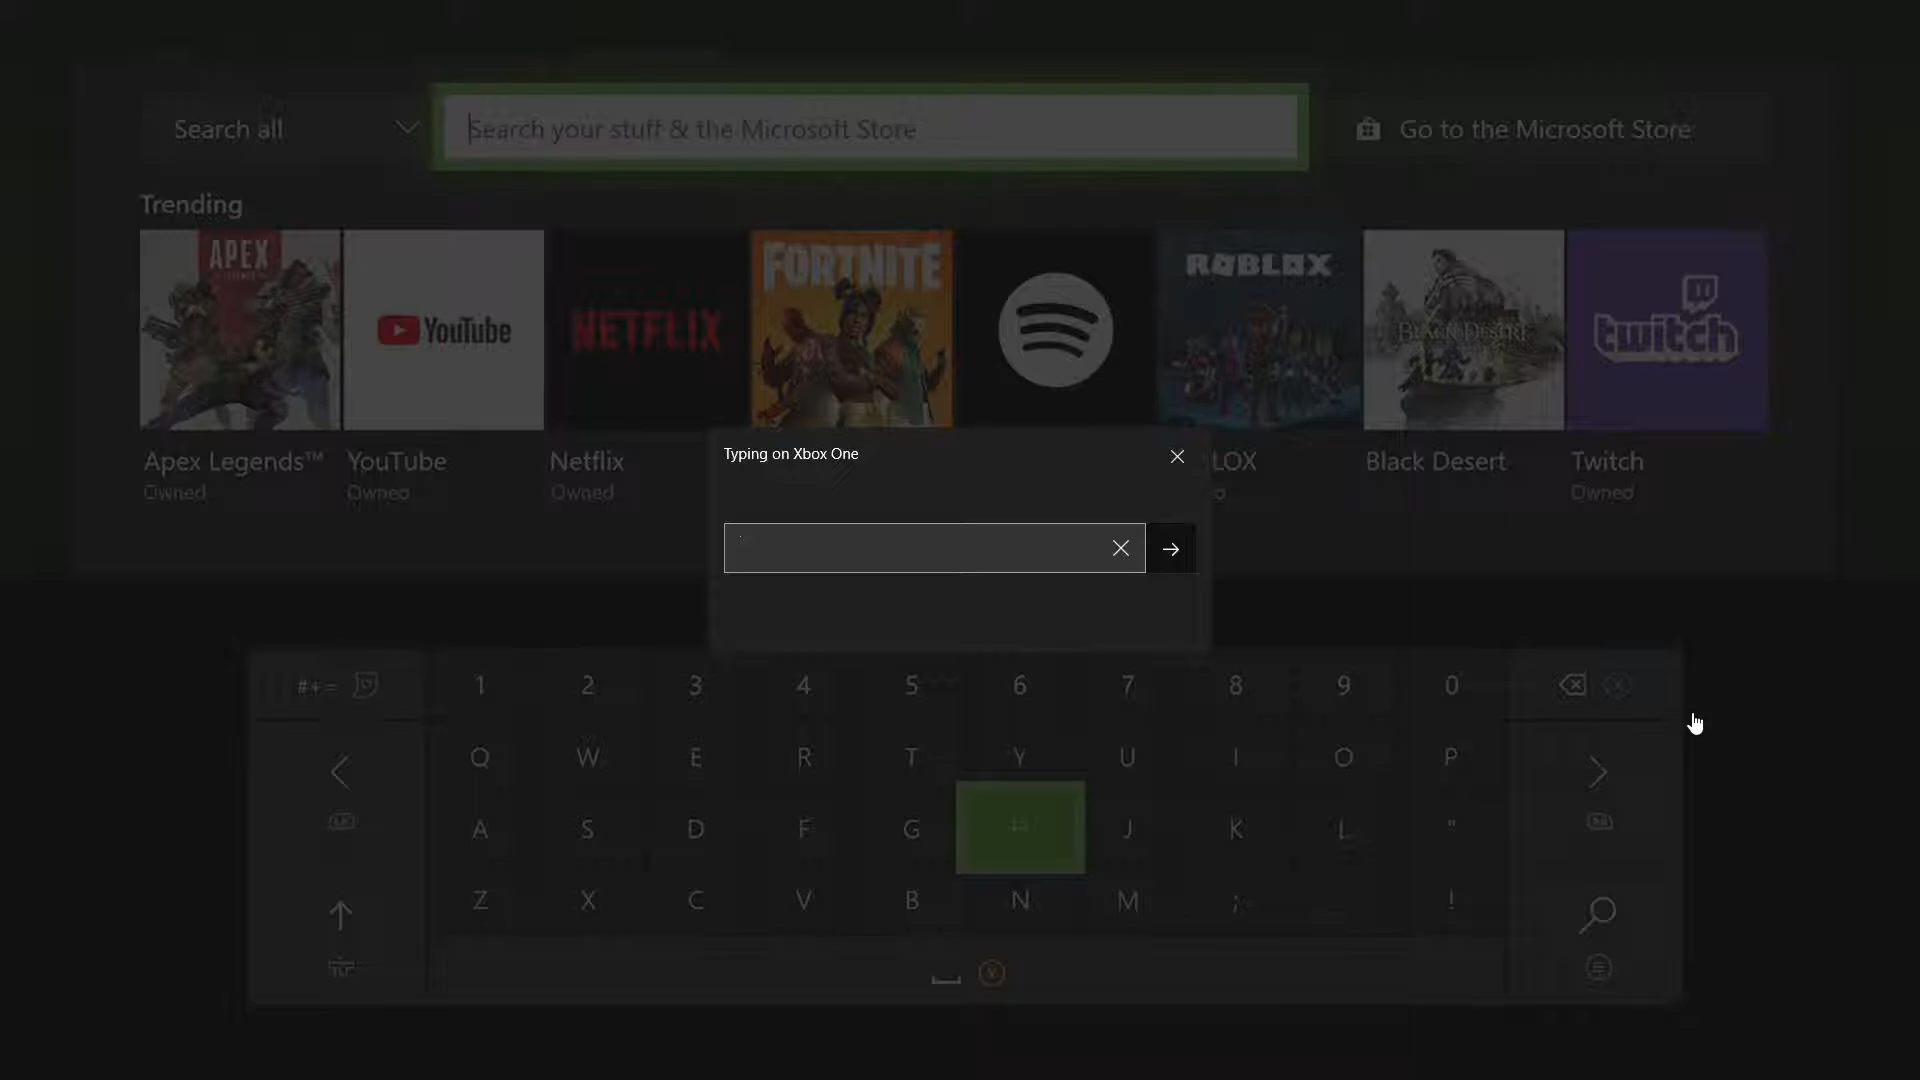 Search all
Search your stuff & the Microsoft Store
Go to the Microsoft Store
Trending
APEX
YouTube
NETFLIX
FORTNITE
ROBLOX
BLACK DESERT
twitch
Apex Legends™
Owned
YouTube
Owned
Netflix
Owned
LOX
Black Desert
Twitch
Owned
Typing on Xbox One
#+=
1 2 3 4 5 6 7 8 9 0
Q W E R T Y U I O P
A S D F G J K L "
Z X C V B N M ; !